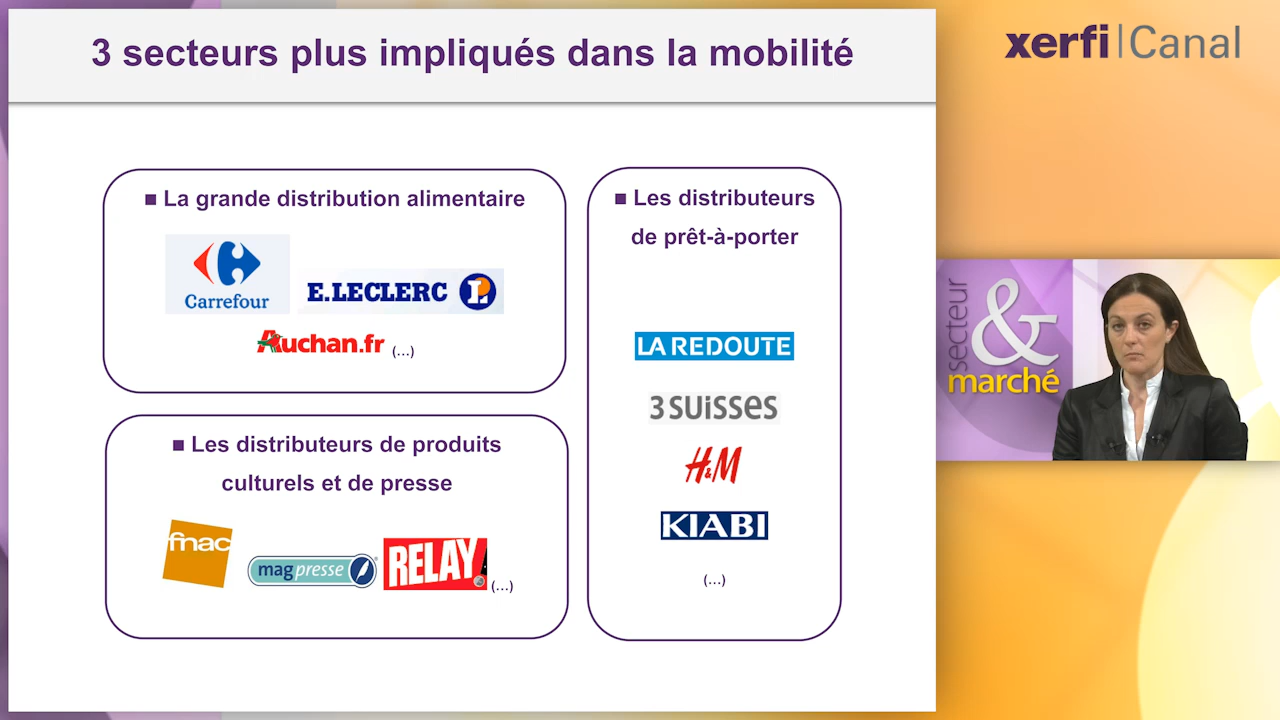 3 secteurs plus impliqués dans la mobilité
xerfi|Canal
■ La grande distribution alimentaire
Carrefour
E.LECLERC L
Auchan.fr (...)
■ Les distributeurs de produits
culturels et de presse
fnac
magpresse
RELAY (...)
■ Les distributeurs
de prêt-à-porter
LA REDOUTE
3 SUISSES
H&M
KIABI
(...)
secteur
&
marché